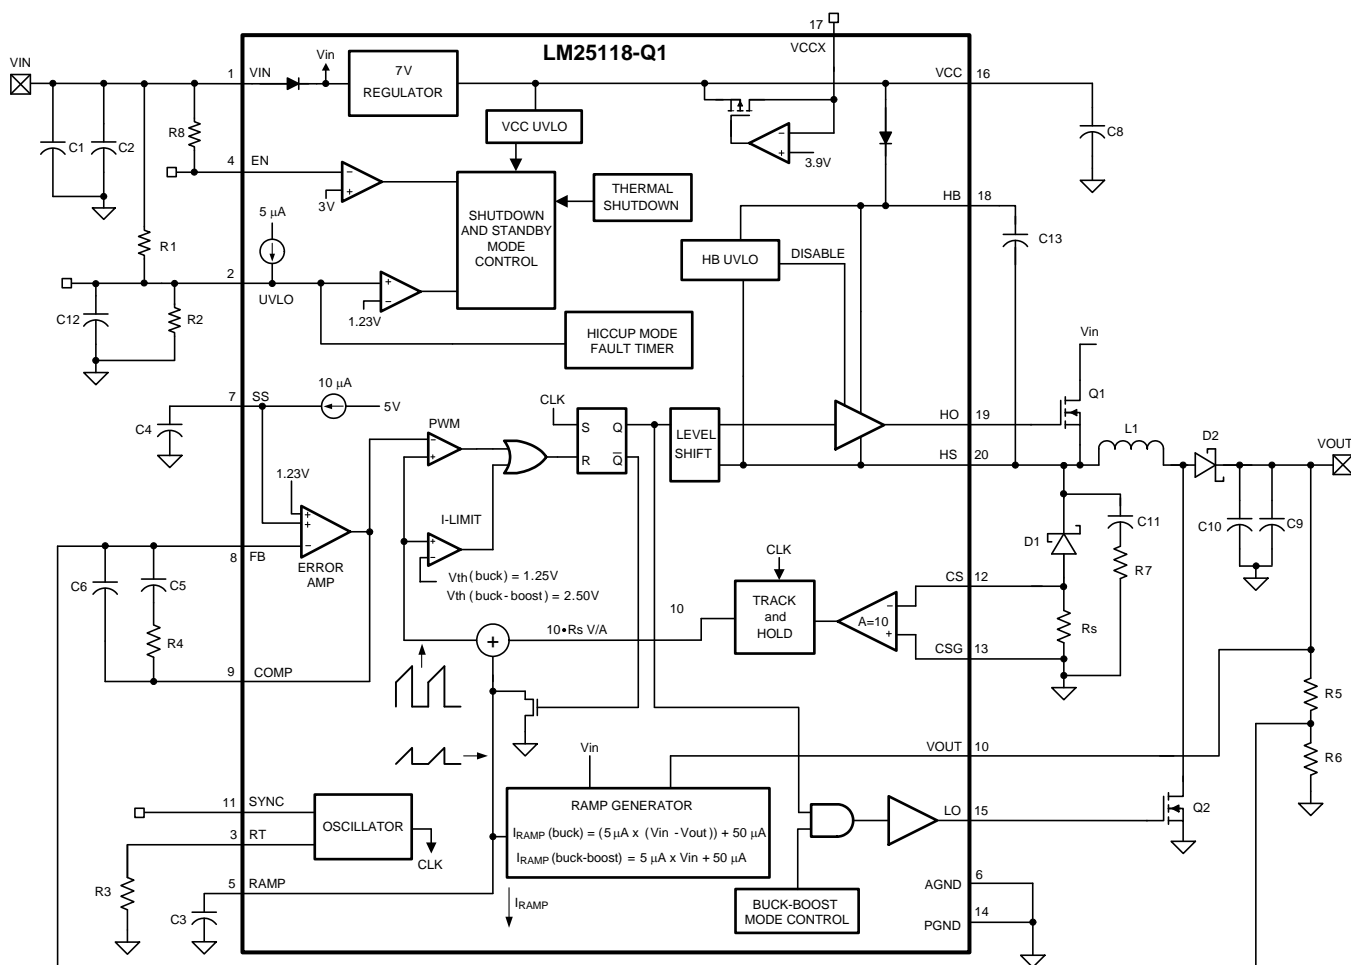 LM25118-Q1
17
VCCX
VIN
1
VIN
Vin
7V
REGULATOR
VCC
16
R8
C1
C2
VCC UVLO
3.9V
C8
4
EN
3V
THERMAL
SHUTDOWN
SHUTDOWN
AND STANDBY
MODE
CONTROL
HB
18
5 µA
R1
HB UVLO
DISABLE
C13
2
UVLO
C12
R2
1.23V
HICCUP MODE
FAULT TIMER
Vin
7
SS
10 µA
5V
C4
CLK
PWM
S
Q
R
Q
LEVEL
SHIFT
HO
19
Q1
HS
20
L1
D2
VOUT
1.23V
I-LIMIT
ERROR
AMP
Vth (buck) = 1.25V
Vth (buck-boost) = 2.50V
8
FB
C6
C5
R4
9
COMP
CLK
TRACK
and
HOLD
A=10
CS
12
CSG
13
D1
C11
R7
Rs
C10
C9
10
10•Rs V/A
+
R5
R6
VOUT
10
Vin
RAMP GENERATOR
IRAMP (buck) = (5 µA x (Vin - Vout)) + 50 µA
IRAMP (buck-boost) = 5 µA x Vin + 50 µA
LO
15
Q2
11
SYNC
OSCILLATOR
3
RT
CLK
R3
5
RAMP
C3
IRAMP
BUCK-BOOST
MODE CONTROL
AGND
6
PGND
14